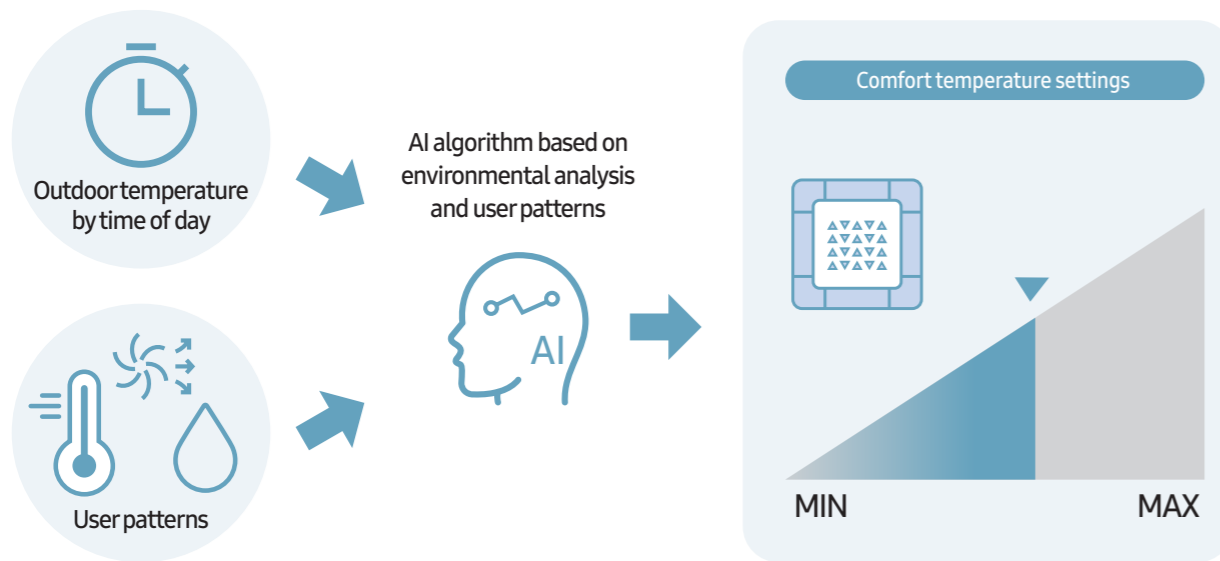 Outdoor temperature
by time of day
User patterns
AI algorithm based on
environmental analysis
and user patterns
AI
Comfort temperature settings
MIN
MAX